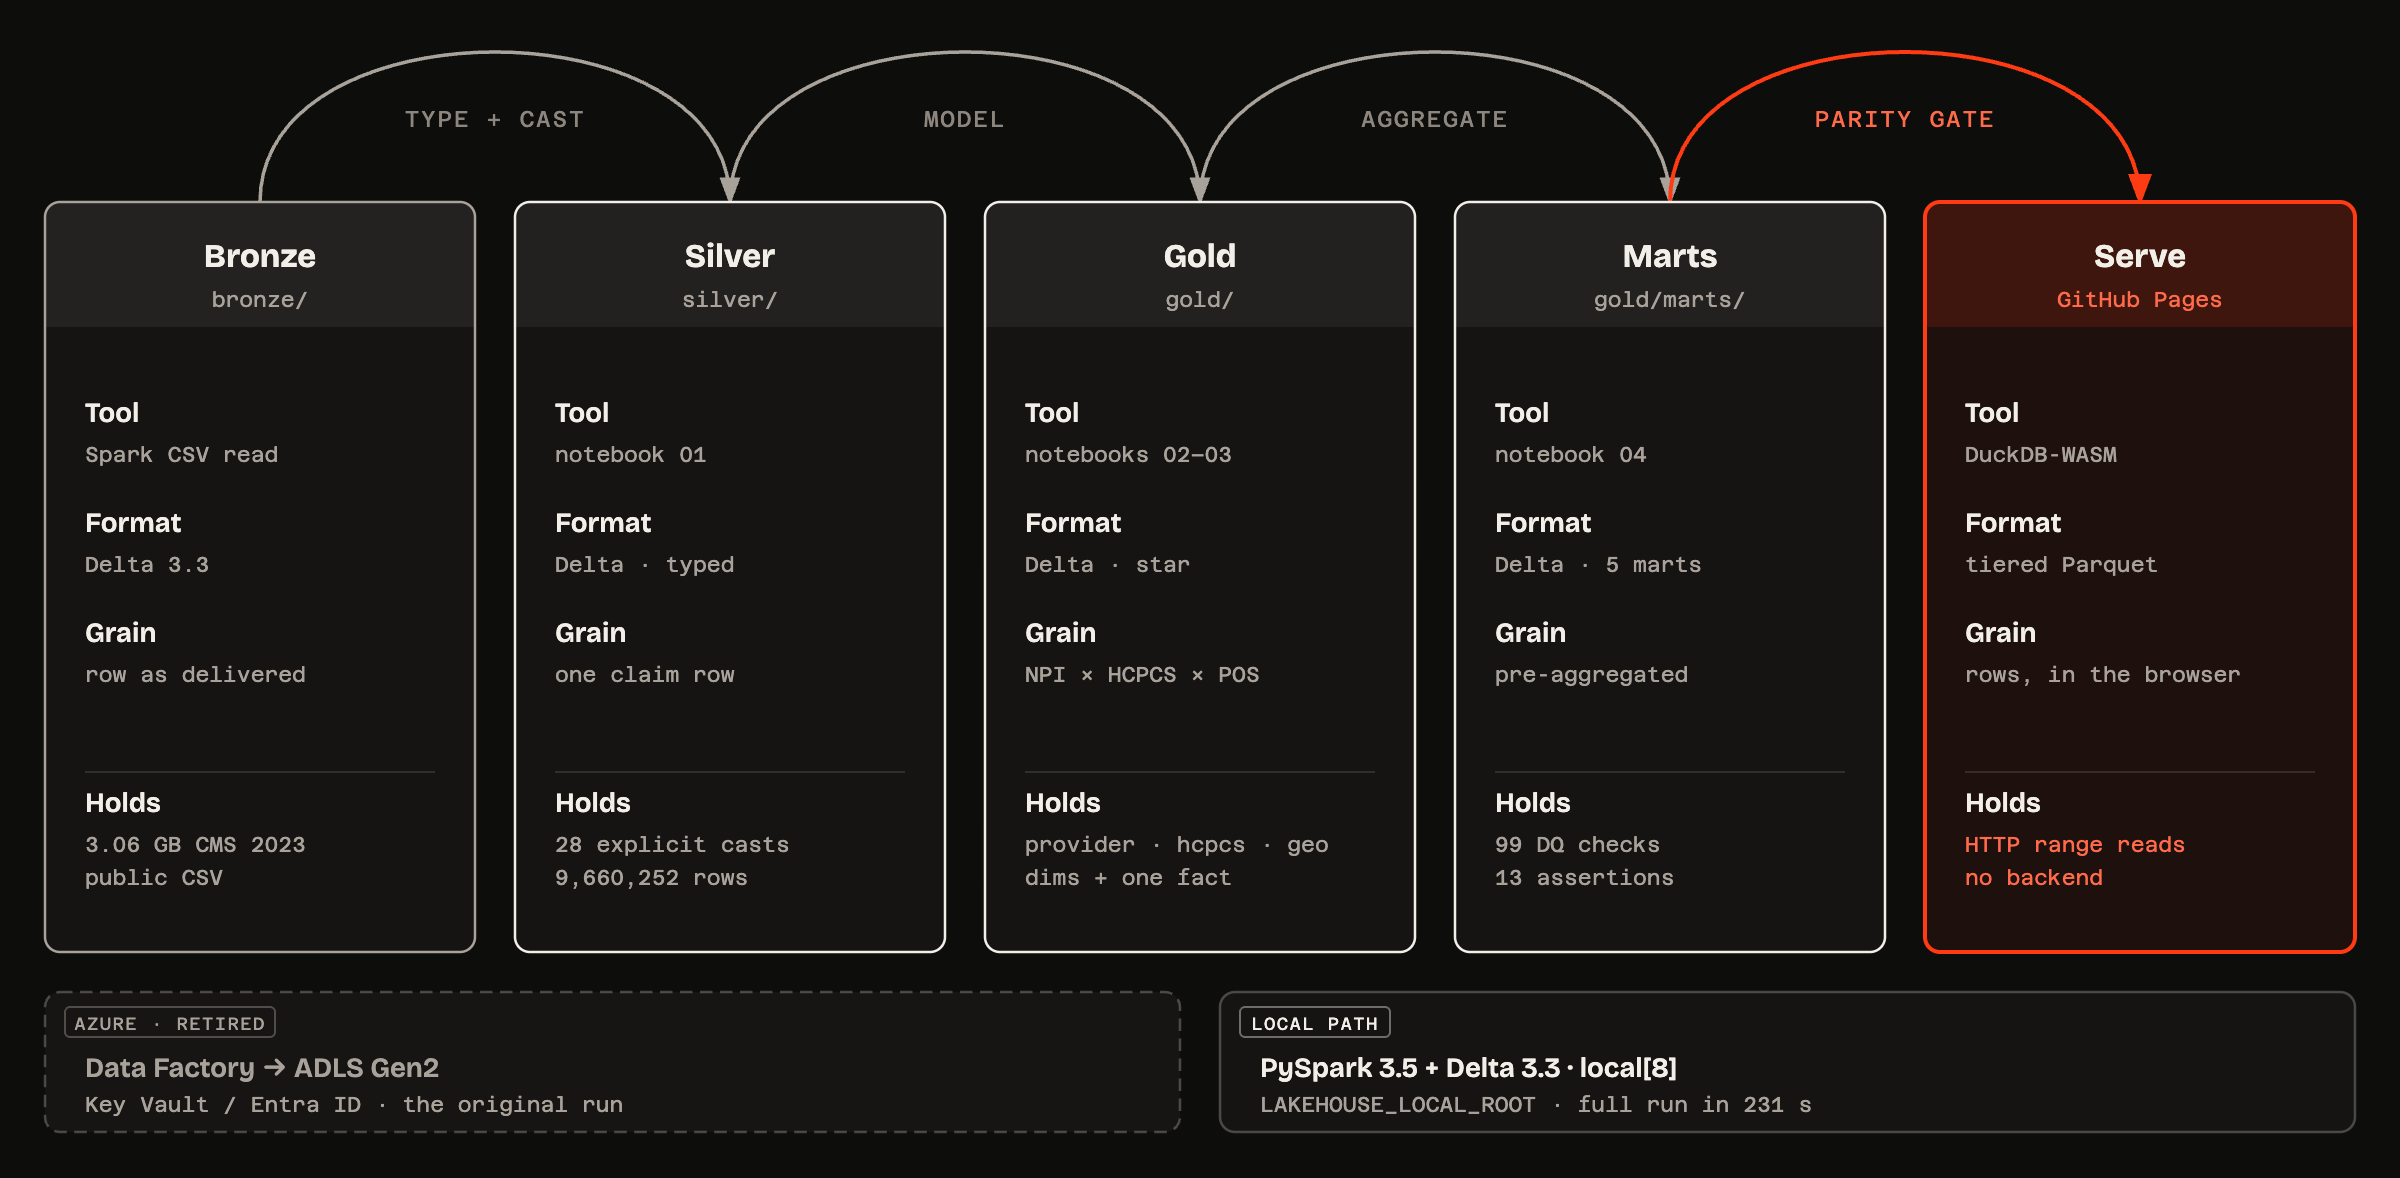 TYPE + CAST
MODEL
AGGREGATE
PARITY GATE
Bronze
bronze/
Tool
Spark CSV read
Format
Delta 3.3
Grain
row as delivered
Holds
3.06 GB CMS 2023
public CSV
Silver
silver/
Tool
notebook 01
Format
Delta · typed
Grain
one claim row
Holds
28 explicit casts
9,660,252 rows
Gold
gold/
Tool
notebooks 02–03
Format
Delta · star
Grain
NPI × HCPCS × POS
Holds
provider · hcpcs · geo
dims + one fact
Marts
gold/marts/
Tool
notebook 04
Format
Delta · 5 marts
Grain
pre-aggregated
Holds
99 DQ checks
13 assertions
Serve
GitHub Pages
Tool
DuckDB-WASM
Format
tiered Parquet
Grain
rows, in the browser
Holds
HTTP range reads
no backend
AZURE · RETIRED
Data Factory → ADLS Gen2
Key Vault / Entra ID · the original run
LOCAL PATH
PySpark 3.5 + Delta 3.3 · local[8]
LAKEHOUSE_LOCAL_ROOT · full run in 231 s